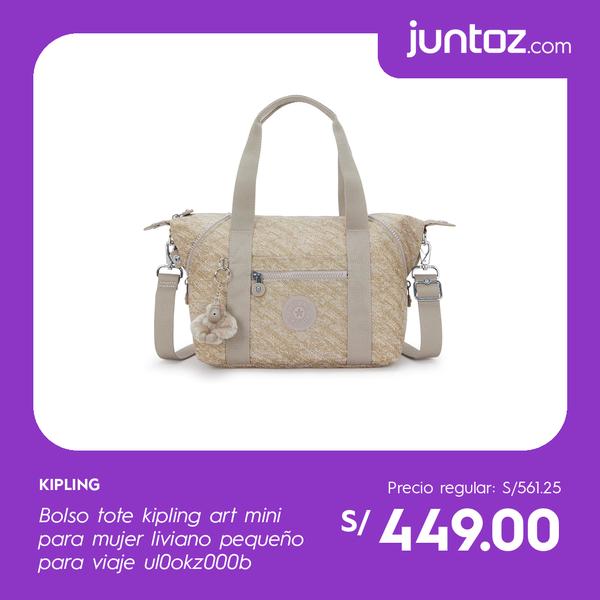 juntoz.com
KIPLING
Bolso tote kipling art mini
para mujer liviano pequeño
para viaje ul0okz000b
Precio regular: S/561.25
S/ 449.00